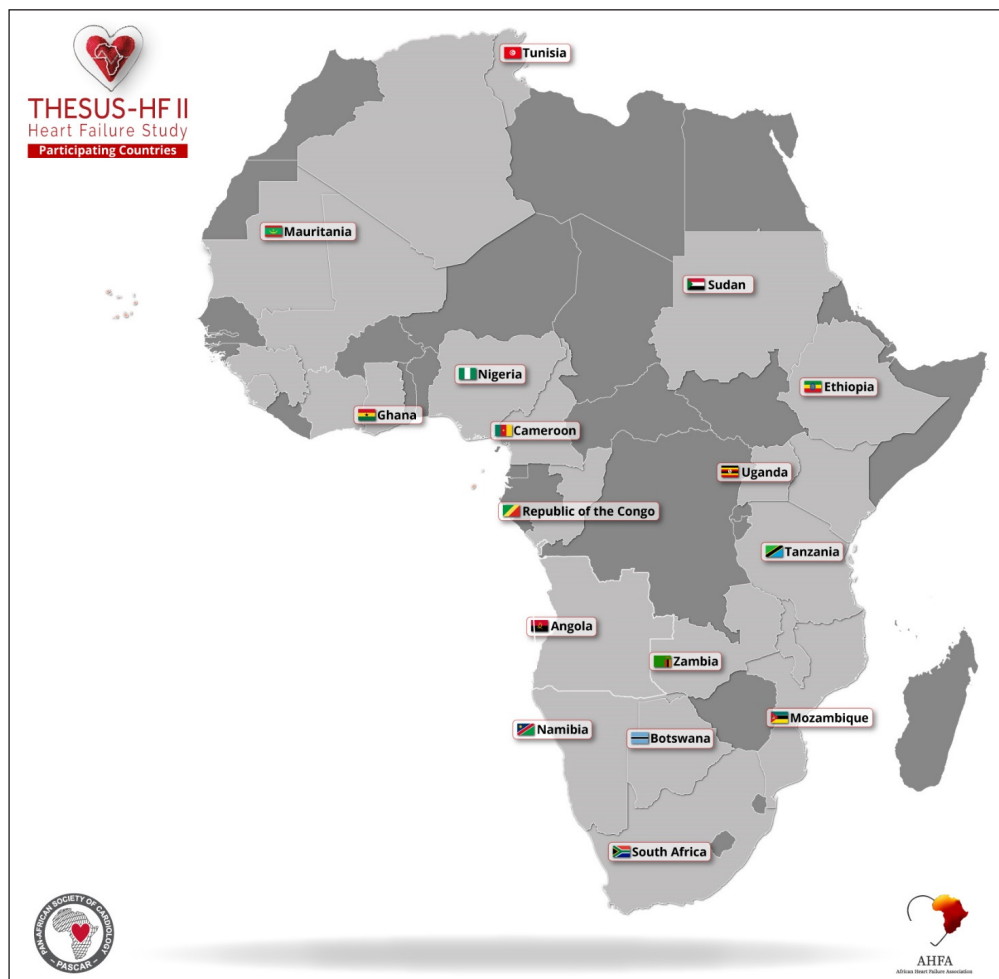 THESUS-HF II
Heart Failure Study
Participating Countries
Tunisia
Mauritania
Sudan
Nigeria
Ethiopia
Ghana
Cameroon
Uganda
Republic of the Congo
Tanzania
Angola
Zambia
Mozambique
Namibia
Botswana
South Africa
PAN-AFRICAN SOCIETY OF CARDIOLOGY
- PASCAR -
AHFA
African Heart Failure Association